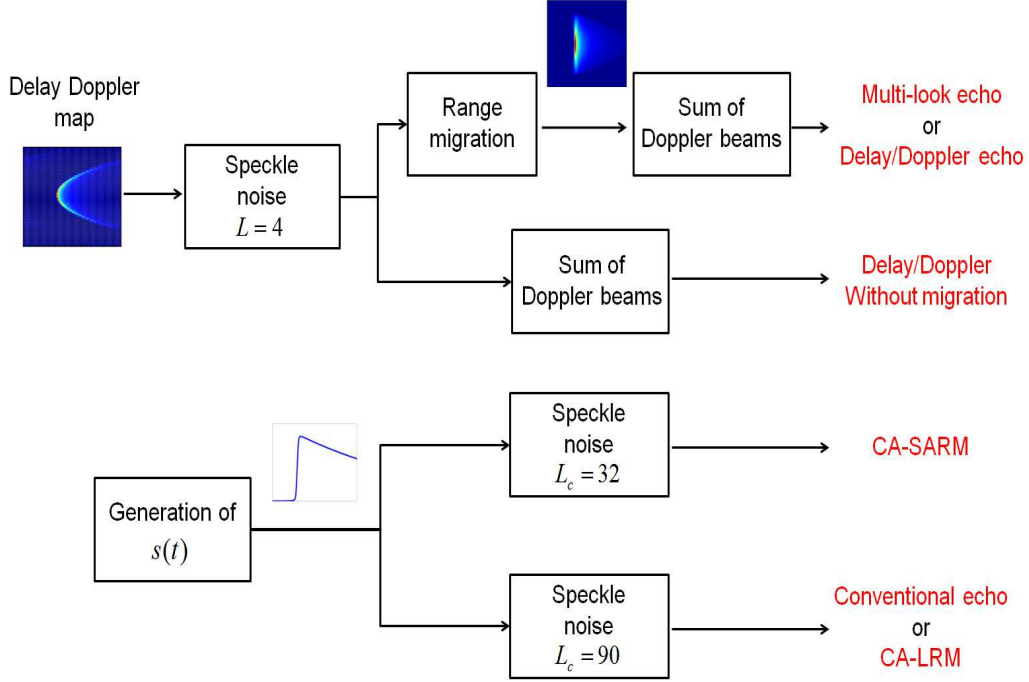 Delay Doppler
map
Speckle
noise
L = 4
Range
migration
Sum of
Doppler beams
Multi-look echo
or
Delay/Doppler echo
Sum of
Doppler beams
Delay/Doppler
Without migration
Generation of
s(t)
Speckle
noise
L_c = 32
CA-SARM
Speckle
noise
L_c = 90
Conventional echo
or
CA-LRM